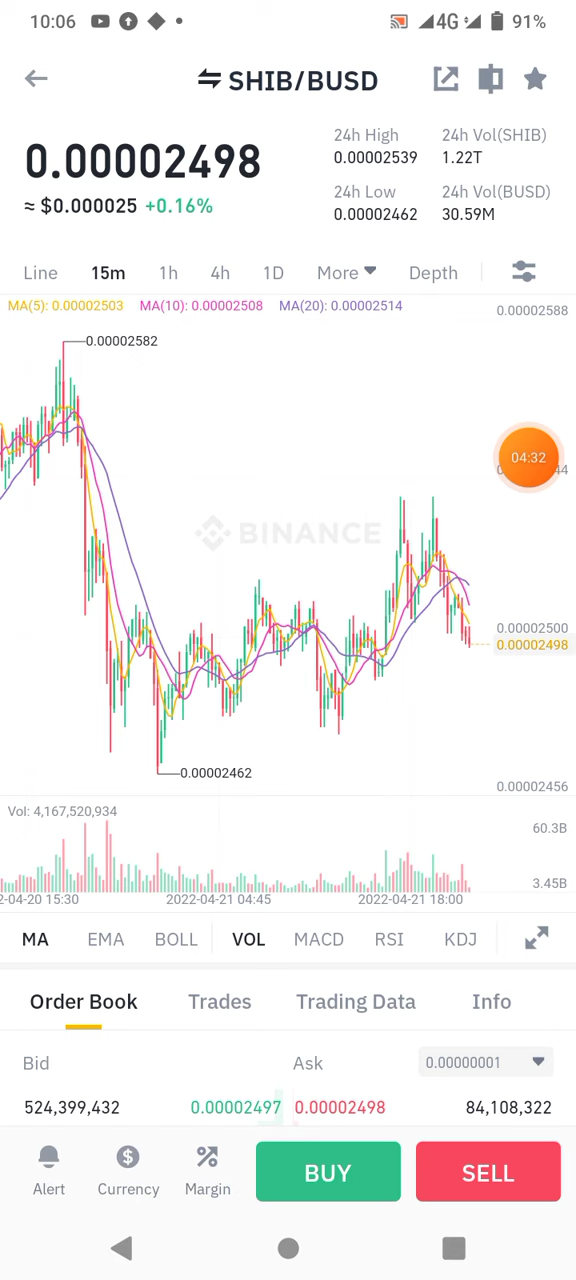 10:06 4G 91%
SHIB/BUSD
0.00002498
≈ $0.000025 +0.16%
24h High
0.00002539
24h Vol(SHIB)
1.22T
24h Low
0.00002462
24h Vol(BUSD)
30.59M
Line 15m 1h 4h 1D More Depth
MA(5): 0.00002503 MA(10): 0.00002508 MA(20): 0.00002514
0.00002588
0.00002582
04:32
44
BINANCE
0.00002500
0.00002498
0.00002462
0.00002456
Vol: 4,167,520,934
60.3B
3.45B
2-04-20 15:30 2022-04-21 04:45 2022-04-21 18:00
MA EMA BOLL VOL MACD RSI KDJ
Order Book Trades Trading Data Info
Bid Ask 0.00000001
524,399,432 0.00002497 0.00002498 84,108,322
Alert Currency Margin BUY SELL